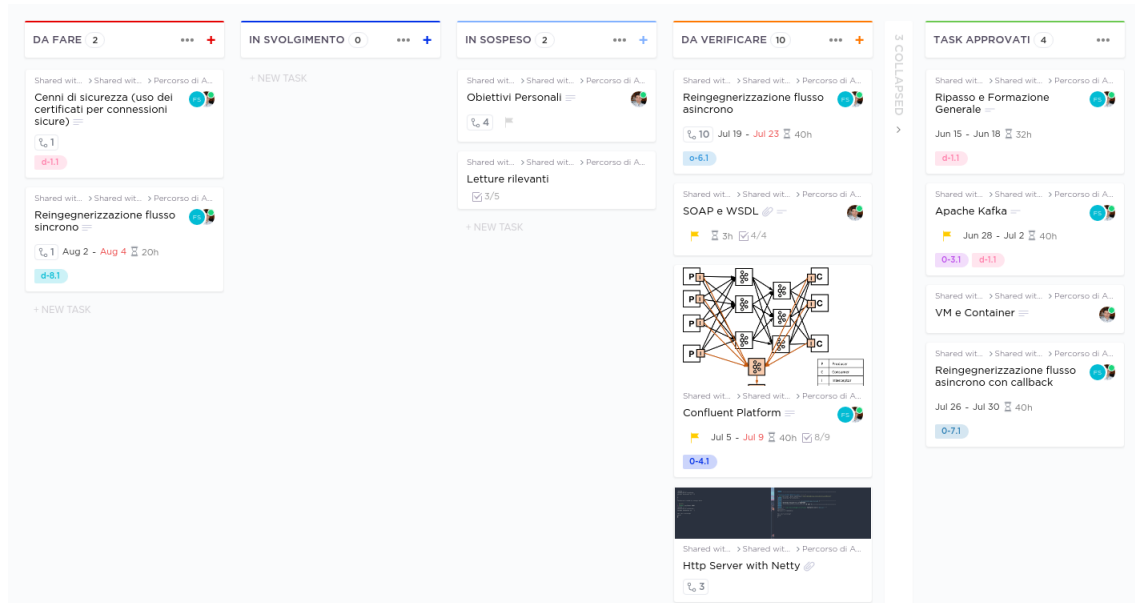 DA FARE 2
Shared wit... > Shared wit... > Percorso di A...
Cenni di sicurezza (uso dei
certificati per connessioni
sicure)
1
d-1.1
Shared wit... > Shared wit... > Percorso di A...
Reingegnerizzazione flusso
sincrono
1 Aug 2 - Aug 4 20h
d-8.1
+ NEW TASK
IN SVOLGIMENTO 0
+ NEW TASK
IN SOSPESO 2
Shared wit... > Shared wit... > Percorso di A...
Obiettivi Personali
4
Shared wit... > Shared wit... > Percorso di A...
Letture rilevanti
3/5
+ NEW TASK
DA VERIFICARE 10
Shared wit... > Shared wit... > Percorso di A...
Reingegnerizzazione flusso
asincrono
10 Jul 19 - Jul 23 40h
o-6.1
Shared wit... > Shared wit... > Percorso di A...
SOAP e WSDL
3h 4/4
P C
P C
P
P C
Shared wit... > Shared wit... > Percorso di A...
Confluent Platform
Jul 5 - Jul 9 40h 8/9
0-4.1
Shared wit... > Shared wit... > Percorso di A...
Http Server with Netty
3
3 COLLAPSED
TASK APPROVATI 4
Shared wit... > Shared wit... > Percorso di A...
Ripasso e Formazione
Generale
Jun 15 - Jun 18 32h
d-1.1
Shared wit... > Shared wit... > Percorso di A...
Apache Kafka
Jun 28 - Jul 2 40h
0-3.1 d-1.1
Shared wit... > Shared wit... > Percorso di A...
VM e Container
Shared wit... > Shared wit... > Percorso di A...
Reingegnerizzazione flusso
asincrono con callback
Jul 26 - Jul 30 40h
0-7.1